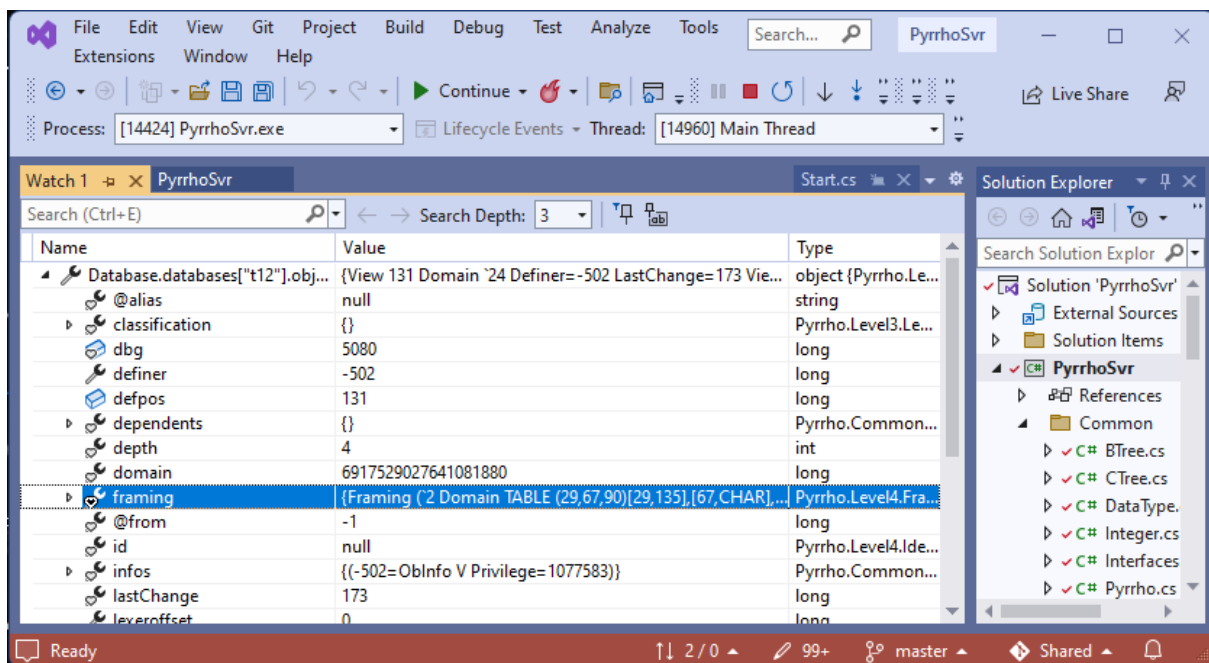 File Edit View Git Project Build Debug Test Analyze Tools Search... PyrrhoSvr
Extensions Window Help
Continue Live Share
Process: [14424] PyrrhoSvr.exe Lifecycle Events Thread: [14960] Main Thread
Watch 1 PyrrhoSvr Start.cs Solution Explorer
Search (Ctrl+E) Search Depth: 3
Search Solution Explor
Name Value Type
Database.databases["t12"].obj... {View 131 Domain `24 Definer=-502 LastChange=173 Vie... object {Pyrrho.Le...
@alias null string
classification {} Pyrrho.Level3.Le...
dbg 5080 long
definer -502 long
defpos 131 long
dependents {} Pyrrho.Common...
depth 4 int
domain 6917529027641081880 long
framing {Framing (`2 Domain TABLE (29,67,90)[29,135],[67,CHAR],... Pyrrho.Level4.Fra...
@from -1 long
id null Pyrrho.Level4.Ide...
infos {(-502=ObInfo V Privilege=1077583)} Pyrrho.Common...
lastChange 173 long
lexeroffset 0 long
Solution 'PyrrhoSvr'
External Sources
Solution Items
C# PyrrhoSvr
References
Common
C# BTree.cs
C# CTree.cs
C# DataType.
C# Integer.cs
C# Interfaces
C# Pyrrho.cs
Ready 2 / 0 99+ master Shared